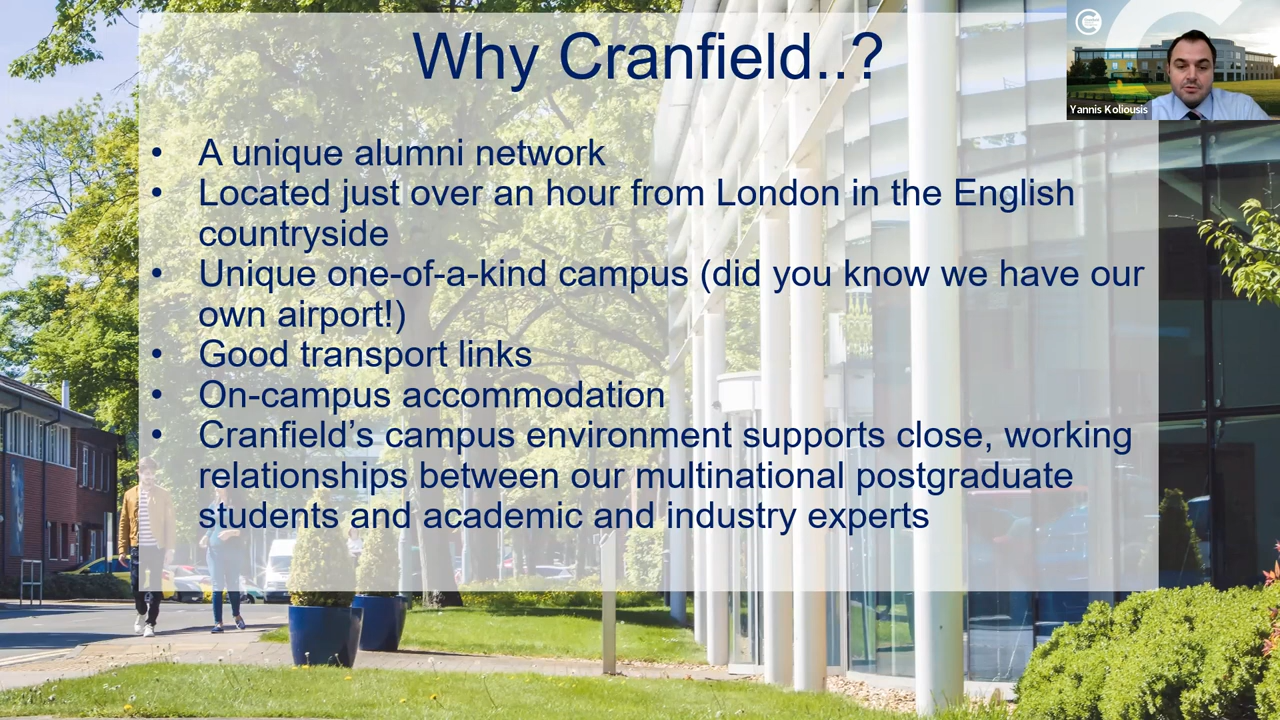 Why Cranfield..?
Yannis Koliousis
• A unique alumni network
• Located just over an hour from London in the English
countryside
• Unique one-of-a-kind campus (did you know we have our
own airport!)
• Good transport links
• On-campus accommodation
• Cranfield’s campus environment supports close, working
relationships between our multinational postgraduate
students and academic and industry experts